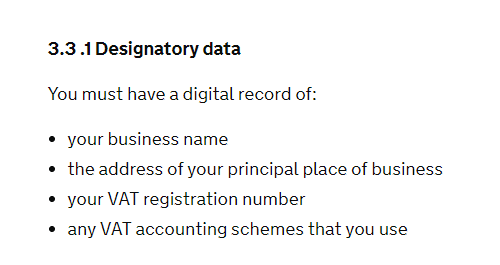 3.3 .1 Designatory data
You must have a digital record of:
• your business name
• the address of your principal place of business
• your VAT registration number
• any VAT accounting schemes that you use